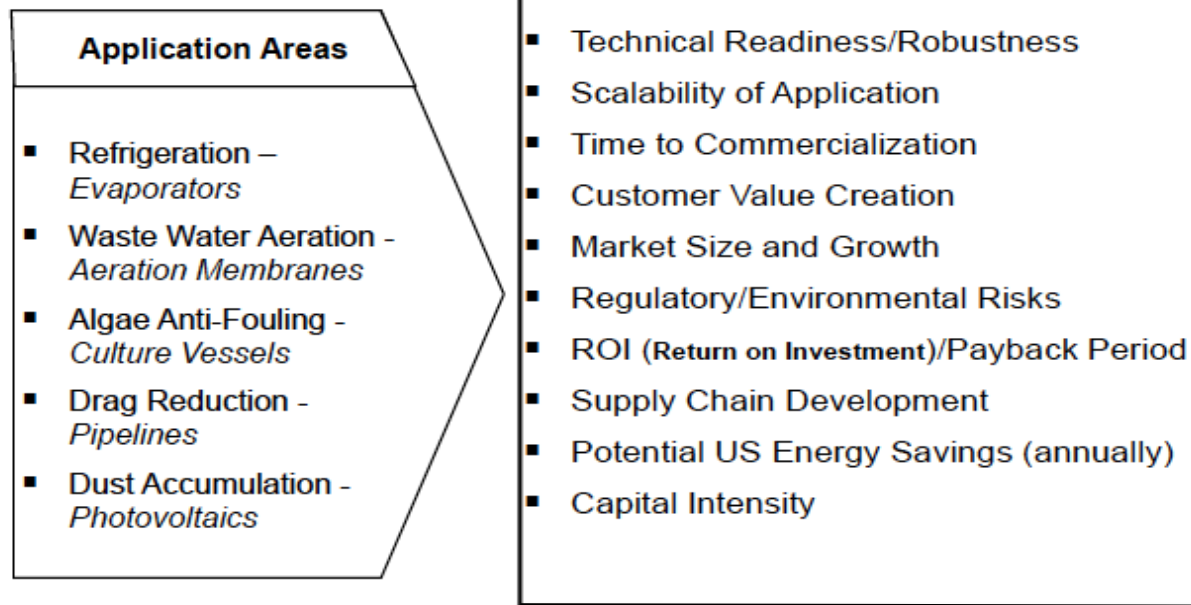 Application Areas
▪ Refrigeration –
Evaporators
▪ Waste Water Aeration -
Aeration Membranes
▪ Algae Anti-Fouling -
Culture Vessels
▪ Drag Reduction -
Pipelines
▪ Dust Accumulation -
Photovoltaics
▪ Technical Readiness/Robustness
▪ Scalability of Application
▪ Time to Commercialization
▪ Customer Value Creation
▪ Market Size and Growth
▪ Regulatory/Environmental Risks
▪ ROI (Return on Investment)/Payback Period
▪ Supply Chain Development
▪ Potential US Energy Savings (annually)
▪ Capital Intensity